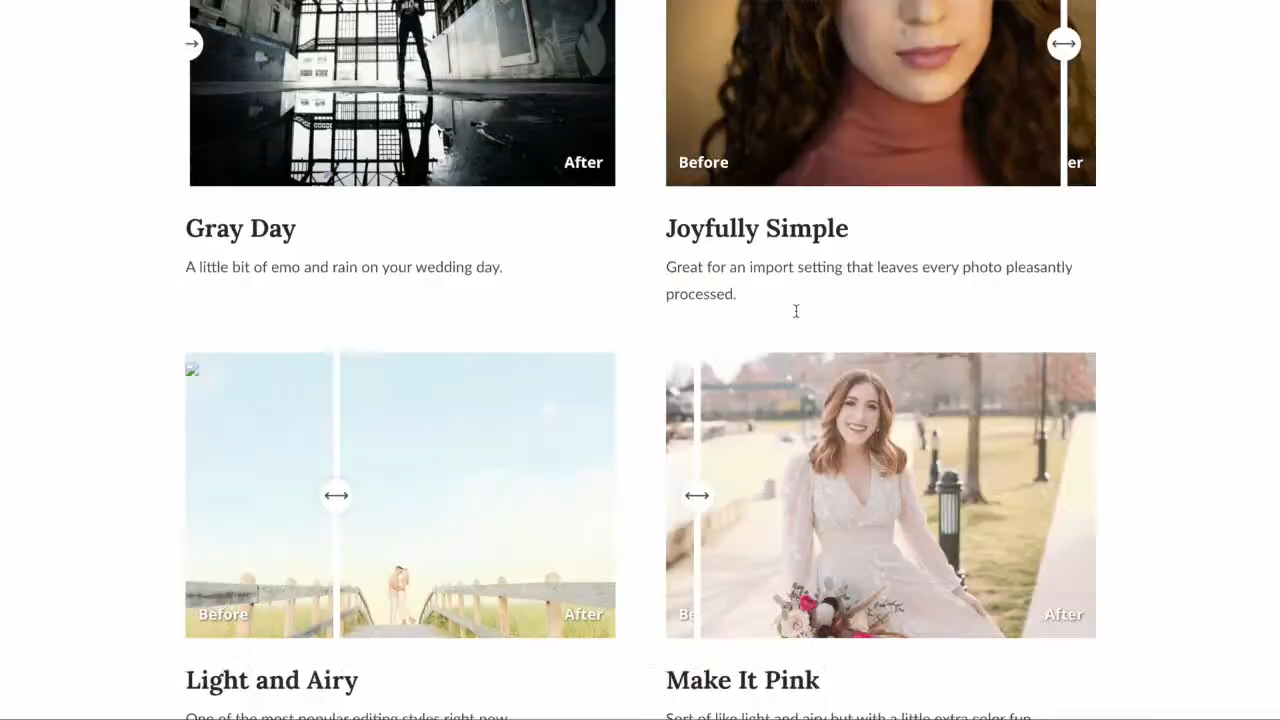 After
Before
er
Gray Day
A little bit of emo and rain on your wedding day.
Joyfully Simple
Great for an import setting that leaves every photo pleasantly
processed.
Before
After
Be
After
Light and Airy
One of the most popular editing styles right now
Make It Pink
Sort of like light and airy but with a little extra color fun